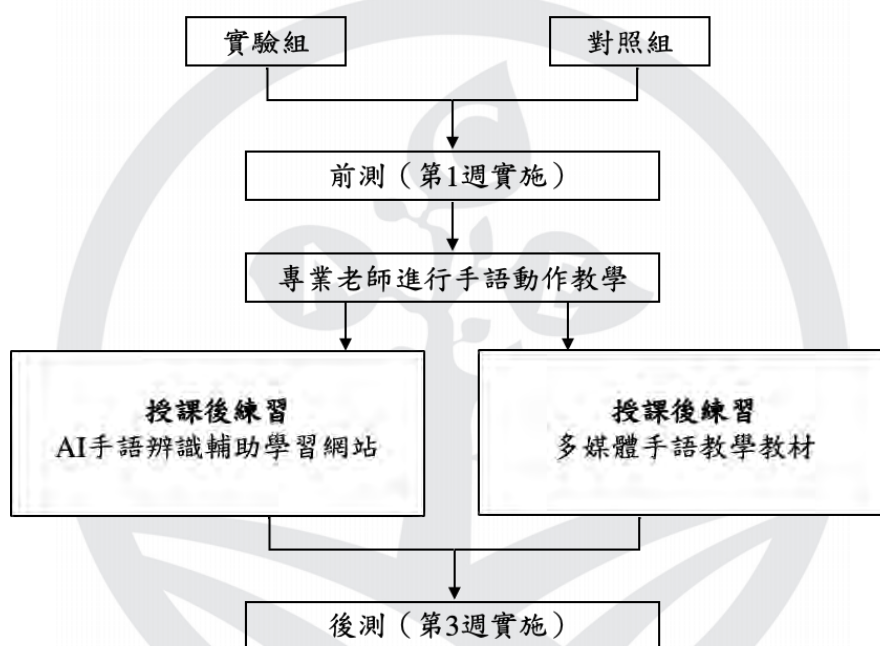 實驗組
對照組
前測（第1週實施）
專業老師進行手語動作教學
授課後練習
AI手語辨識輔助學習網站
授課後練習
多媒體手語教學教材
後測（第3週實施）
A
C
E